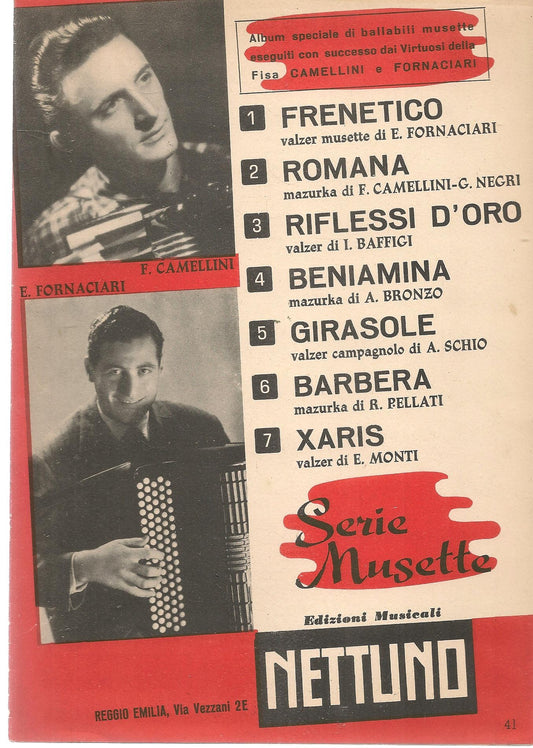 Album speciale di ballabili musette
eseguiti con successo dai Virtuosi della
Fisa CAMELLINI e FORNACIARI
1 FRENETICO
valzer musette di E. FORNACIARI
2 ROMANA
mazurka di F. CAMELLINI-G. NEGRI
3 RIFLESSI D'ORO
valzer di I. BAFFIGI
4 BENIAMINA
mazurka di A. BRONZO
5 GIRASOLE
valzer campagnolo di A. SCHIO
6 BARBERA
mazurka di R. PELLATI
7 XARIS
valzer di E. MONTI
F. CAMELLINI
E. FORNACIARI
Serie
Musette
Edizioni Musicali
NETTUNO
REGGIO EMILIA, Via Vezzani 2E
41